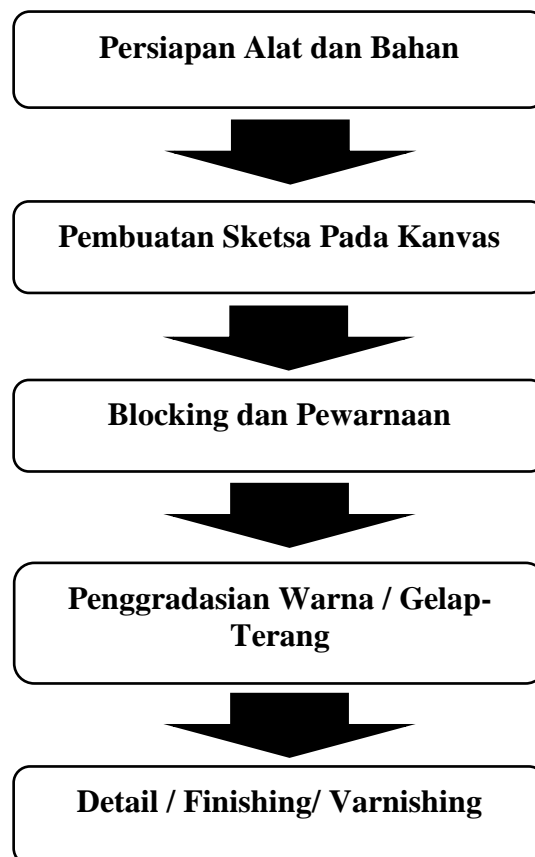 Persiapan Alat dan Bahan
Pembuatan Sketsa Pada Kanvas
Blocking dan Pewarnaan
Penggradasian Warna / Gelap-
Terang
Detail / Finishing/ Varnishing